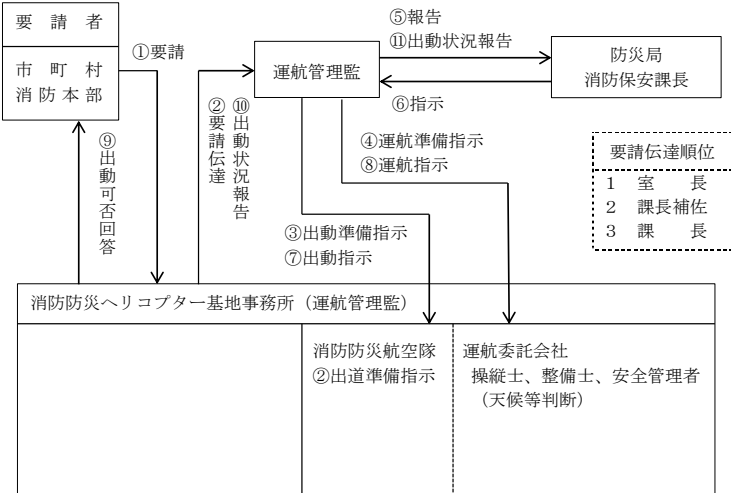 要請者
市町村
消防本部
①要請
運航管理監
⑤報告
⑪出動状況報告
⑥指示
防災局
消防保安課長
②要請伝達
⑩出動状況報告
④運航準備指示
⑧運航指示
⑨出動可否回答
③出動準備指示
⑦出動指示
要請伝達順位
1 室長
2 課長補佐
3 課長
消防防災ヘリコプター基地事務所（運航管理監）
消防防災航空隊
②出道準備指示
運航委託会社
操縦士、整備士、安全管理者
（天候等判断）